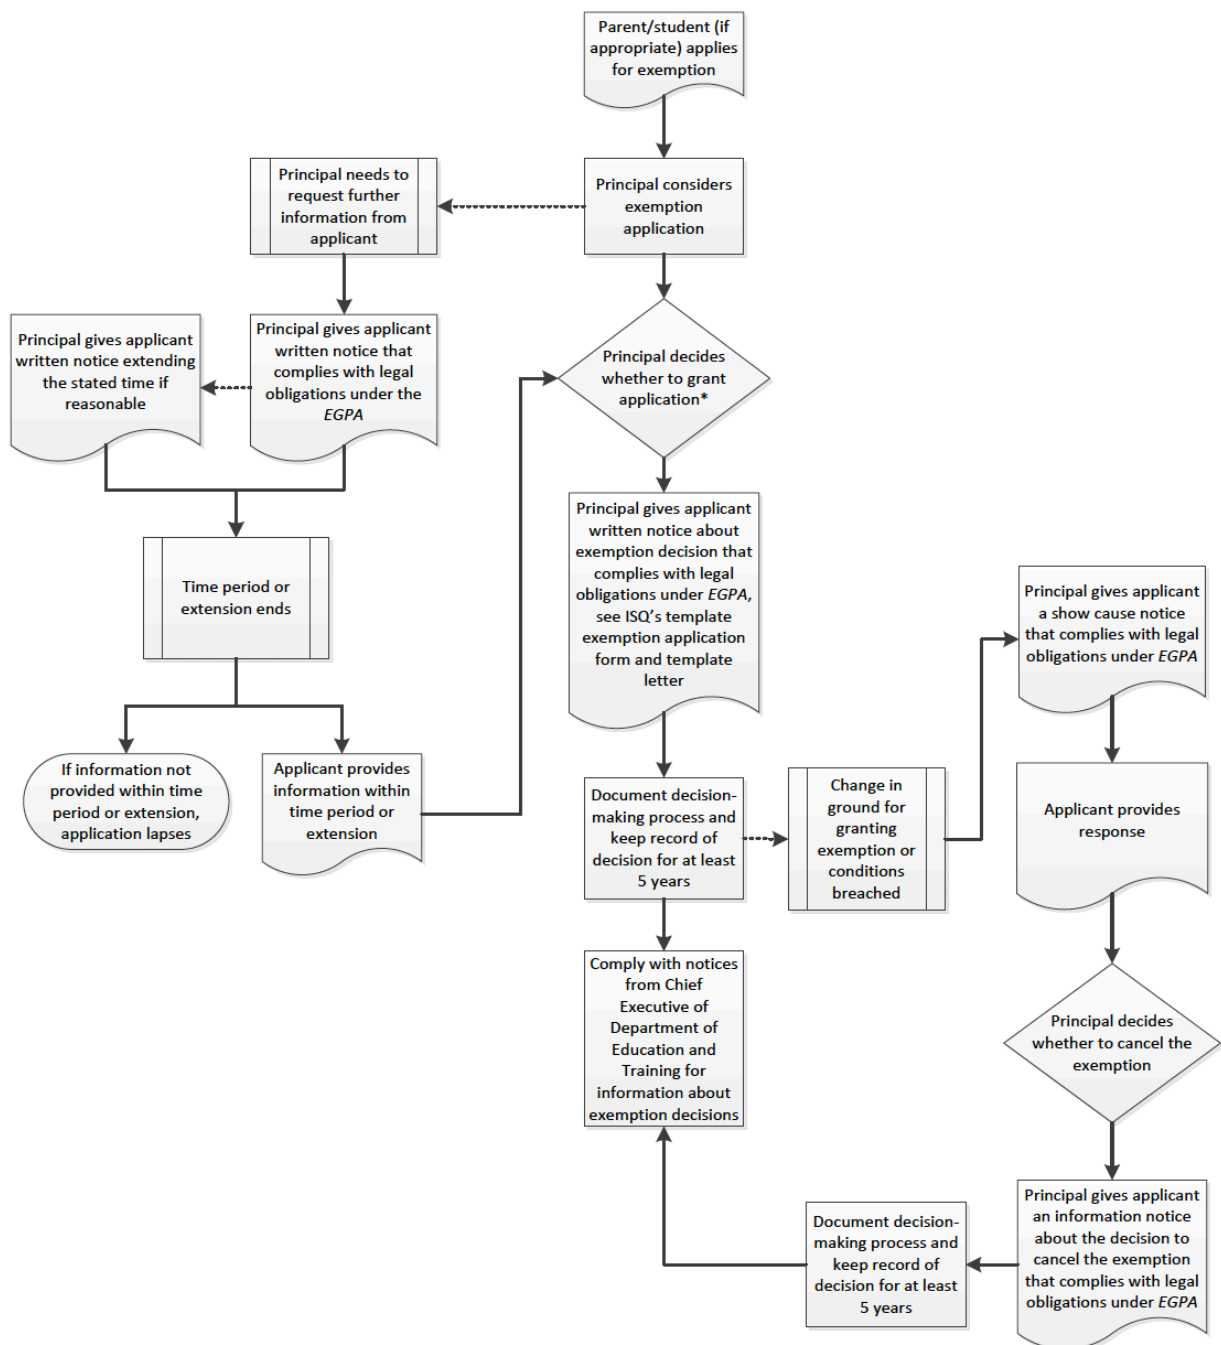 Parent/student (if
appropriate) applies
for exemption
Principal needs to
request further
information from
applicant
Principal considers
exemption
application
Principal gives applicant
written notice extending
the stated time if
reasonable
Principal gives applicant
written notice that
complies with legal
obligations under the
EGPA
Principal decides
whether to grant
application*
Time period or
extension ends
Principal gives applicant
written notice about
exemption decision that
complies with legal
obligations under EGPA,
see ISQ’s template
exemption application
form and template
letter
Principal gives applicant
a show cause notice
that complies with legal
obligations under EGPA
If information not
provided within time
period or extension,
application lapses
Applicant provides
information within
time period or
extension
Document decision-
making process and
keep record of
decision for at least
5 years
Change in
ground for
granting
exemption or
conditions
breached
Applicant provides
response
Comply with notices
from Chief
Executive of
Department of
Education and
Training for
information about
exemption decisions
Principal decides
whether to cancel the
exemption
Document decision-
making process and
keep record of
decision for at least
5 years
Principal gives applicant
an information notice
about the decision to
cancel the exemption
that complies with legal
obligations under EGPA